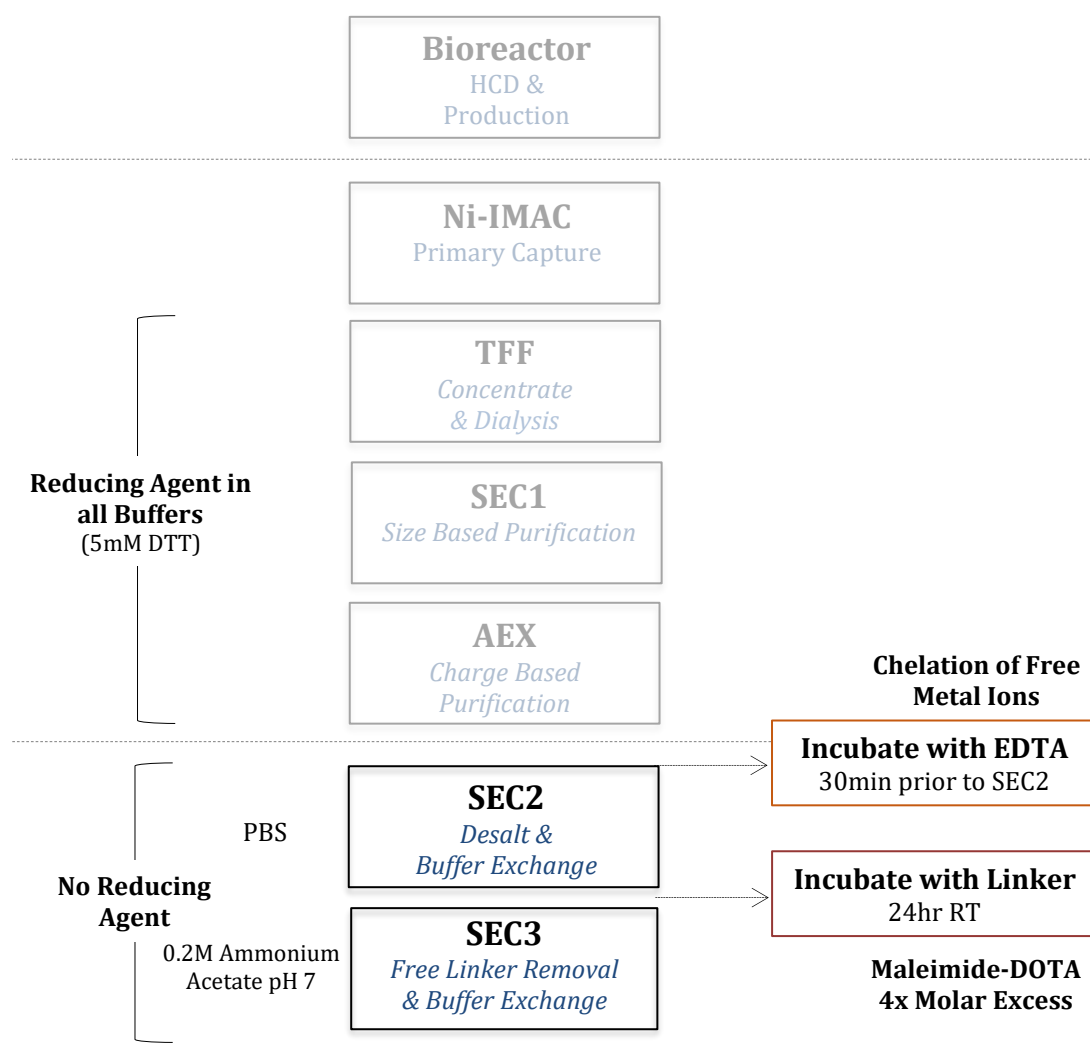 Bioreactor
HCD &
Production
Ni-IMAC
Primary Capture
TFF
Concentrate
& Dialysis
Reducing Agent in
all Buffers
(5mM DTT)
SEC1
Size Based Purification
AEX
Charge Based
Purification
Chelation of Free
Metal Ions
Incubate with EDTA
30min prior to SEC2
PBS
SEC2
Desalt &
Buffer Exchange
No Reducing
Agent
Incubate with Linker
24hr RT
0.2M Ammonium
Acetate pH 7
SEC3
Free Linker Removal
& Buffer Exchange
Maleimide-DOTA
4x Molar Excess